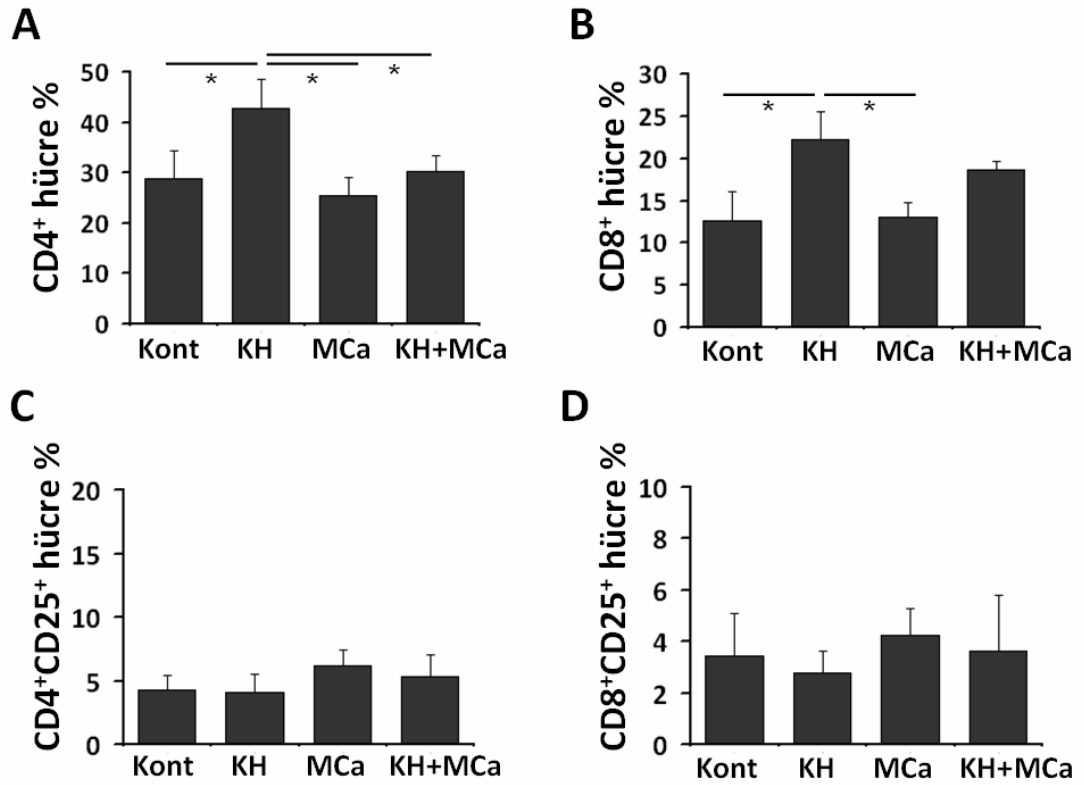 A
CD4⁺ hücre %
50
40
30
20
10
0
* * *
Kont KH MCa KH+MCa
B
CD8⁺ hücre %
30
25
20
15
10
5
0
* *
Kont KH MCa KH+MCa
C
CD4⁺CD25⁺ hücre %
20
15
10
5
0
Kont KH MCa KH+MCa
D
CD8⁺CD25⁺ hücre %
10
8
6
4
2
0
Kont KH MCa KH+MCa